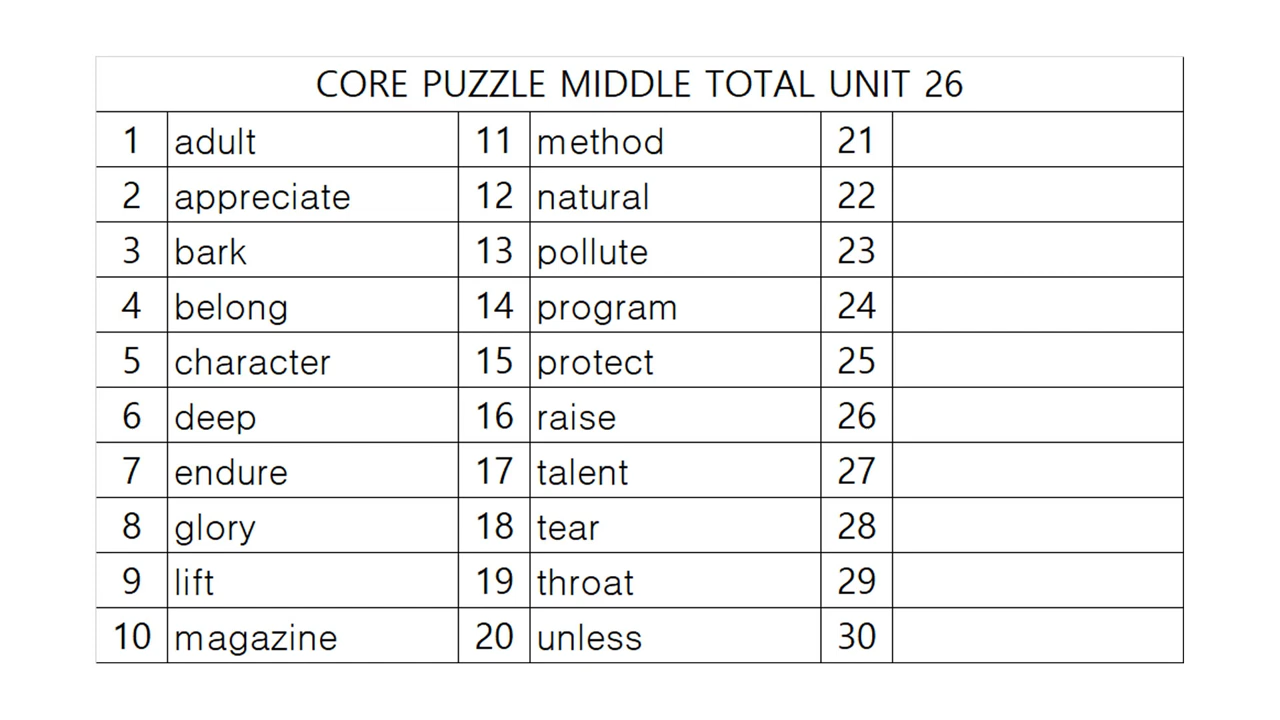 CORE PUZZLE MIDDLE TOTAL UNIT 26
1 adult 11 method 21
2 appreciate 12 natural 22
3 bark 13 pollute 23
4 belong 14 program 24
5 character 15 protect 25
6 deep 16 raise 26
7 endure 17 talent 27
8 glory 18 tear 28
9 lift 19 throat 29
10 magazine 20 unless 30